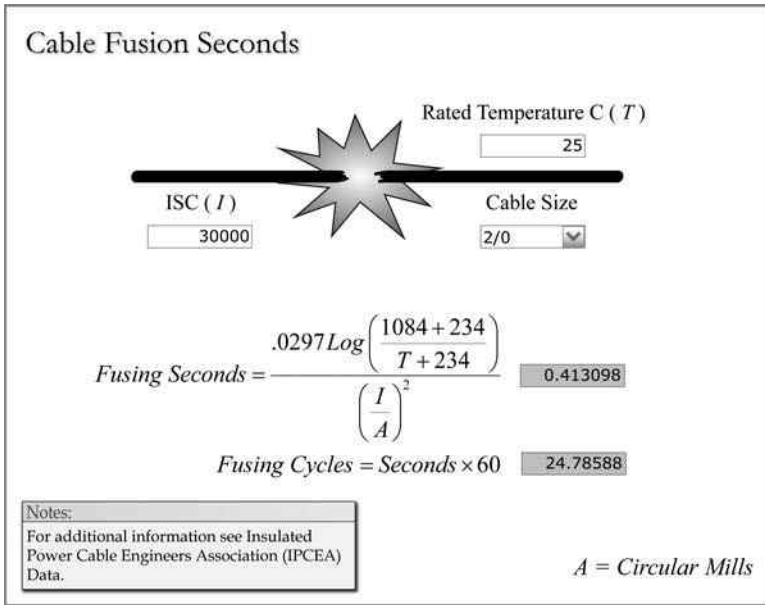 Cable Fusion Seconds
Rated Temperature C ( T )
25
ISC ( I )
30000
Cable Size
2/0
Fusing Seconds = .0297 Log ( (1084 + 234) / (T + 234) ) / ( I / A )² 0.413098
Fusing Cycles = Seconds × 60 24.78588
Notes:
For additional information see Insulated
Power Cable Engineers Association (IPCEA)
Data.
A = Circular Mills